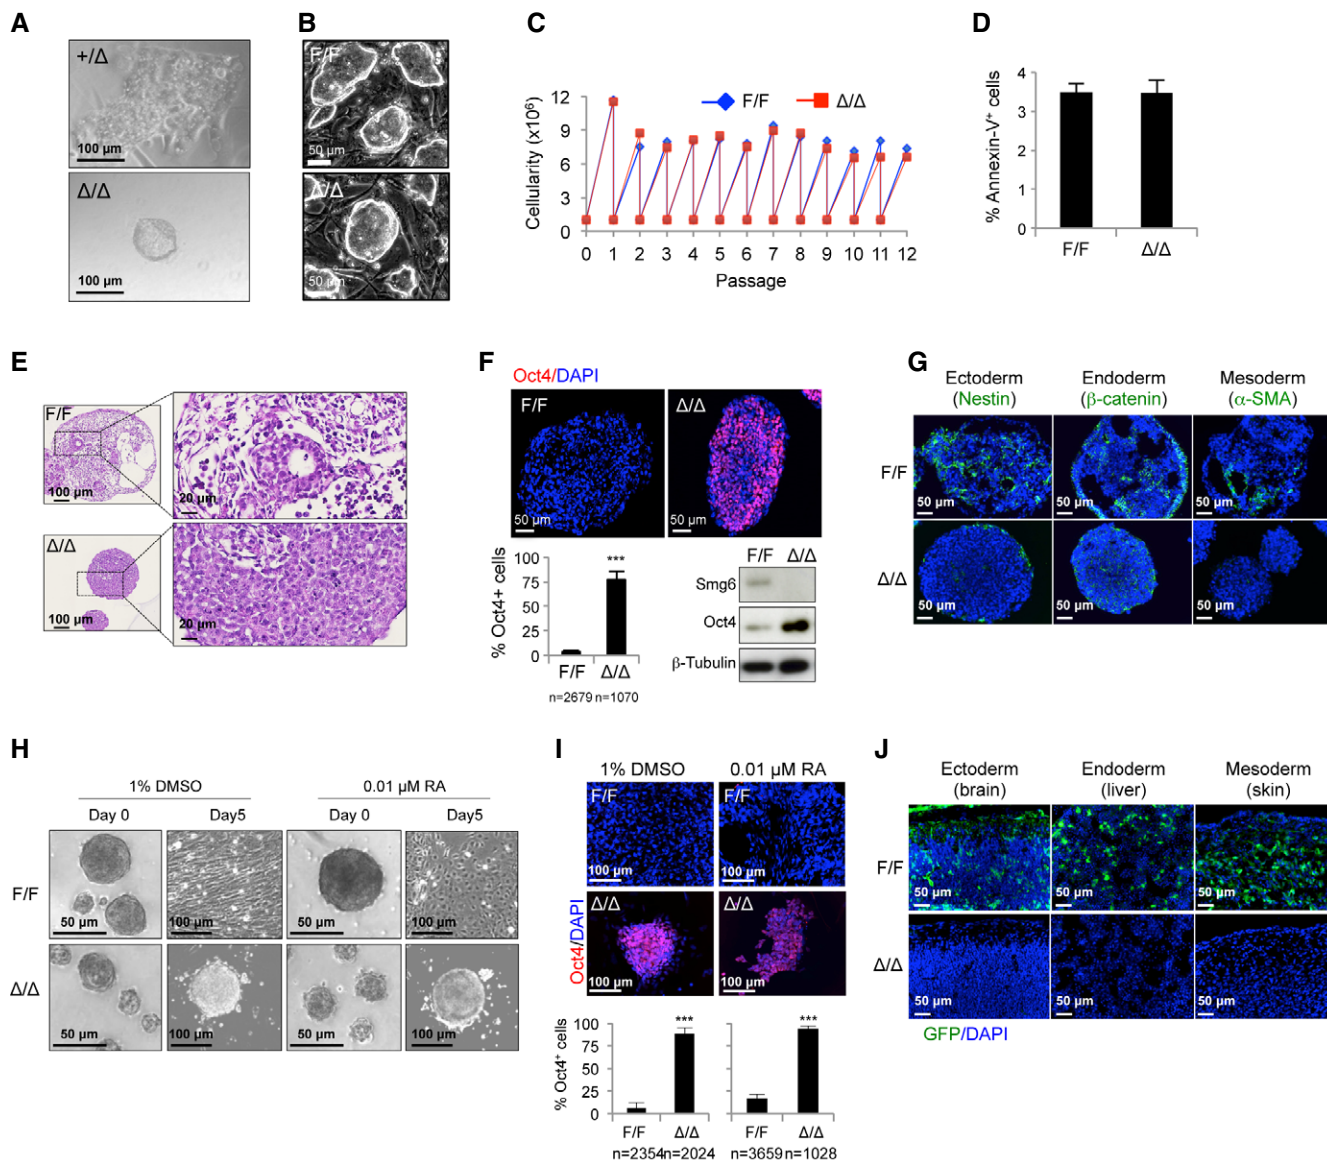 A
+/Δ
100 µm
Δ/Δ
100 µm
B
F/F
50 µm
Δ/Δ
50 µm
C
F/F
Δ/Δ
Cellularity (x10⁶)
12
9
6
3
0
0 1 2 3 4 5 6 7 8 9 10 11 12
Passage
D
% Annexin-V⁺ cells
4
3
2
1
0
F/F Δ/Δ
E
F/F
100 µm
20 µm
Δ/Δ
100 µm
20 µm
F
Oct4/DAPI
F/F
50 µm
Δ/Δ
50 µm
% Oct4+ cells
100
75
50
25
0
***
F/F Δ/Δ
n=2679 n=1070
F/F Δ/Δ
Smg6
Oct4
β-Tubulin
G
Ectoderm
(Nestin)
Endoderm
(β-catenin)
Mesoderm
(α-SMA)
F/F
50 µm
50 µm
50 µm
Δ/Δ
50 µm
50 µm
50 µm
H
1% DMSO
0.01 µM RA
Day 0
Day5
Day 0
Day5
F/F
50 µm
100 µm
50 µm
100 µm
Δ/Δ
50 µm
100 µm
50 µm
100 µm
I
1% DMSO
0.01 µM RA
F/F
100 µm
F/F
100 µm
Oct4/DAPI
Δ/Δ
100 µm
Δ/Δ
100 µm
% Oct4⁺ cells
100
75
50
25
0
***
***
F/F Δ/Δ
F/F Δ/Δ
n=2354 n=2024
n=3659 n=1028
J
Ectoderm
(brain)
Endoderm
(liver)
Mesoderm
(skin)
F/F
50 µm
50 µm
50 µm
Δ/Δ
50 µm
50 µm
50 µm
GFP/DAPI